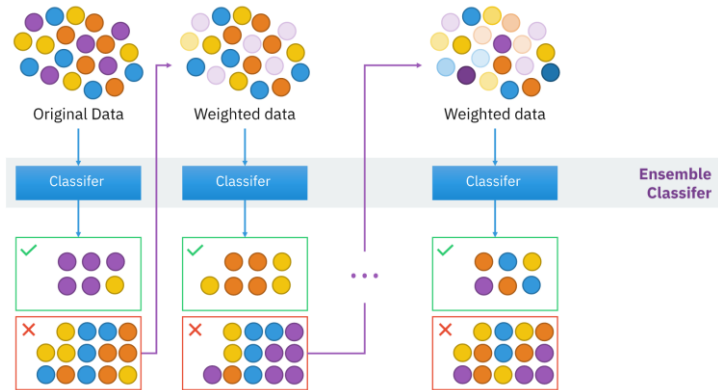 Original Data
Weighted data
Weighted data
Classifer
Classifer
Classifer
Ensemble
Classifer